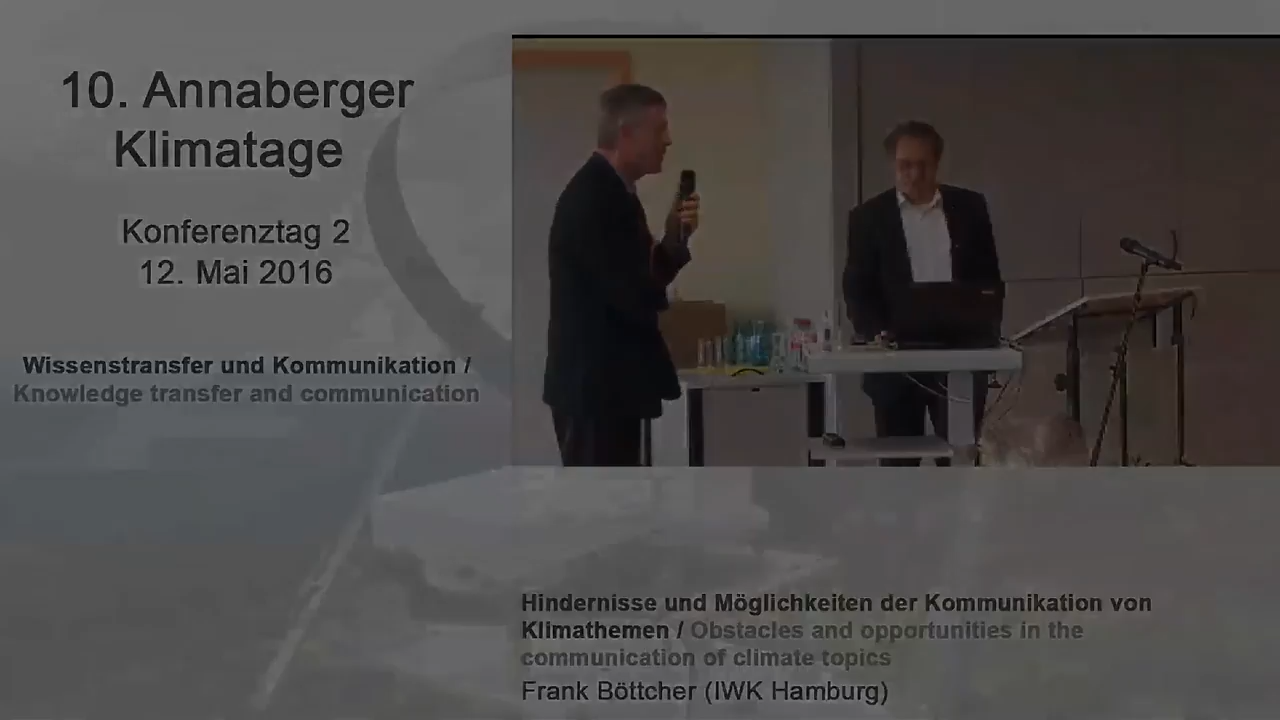 10. Annaberger
Klimatage
Konferenztag 2
12. Mai 2016
Wissenstransfer und Kommunikation /
Knowledge transfer and communication
Hindernisse und Möglichkeiten der Kommunikation von
Klimathemen / Obstacles and opportunities in the
communication of climate topics
Frank Böttcher (IWK Hamburg)